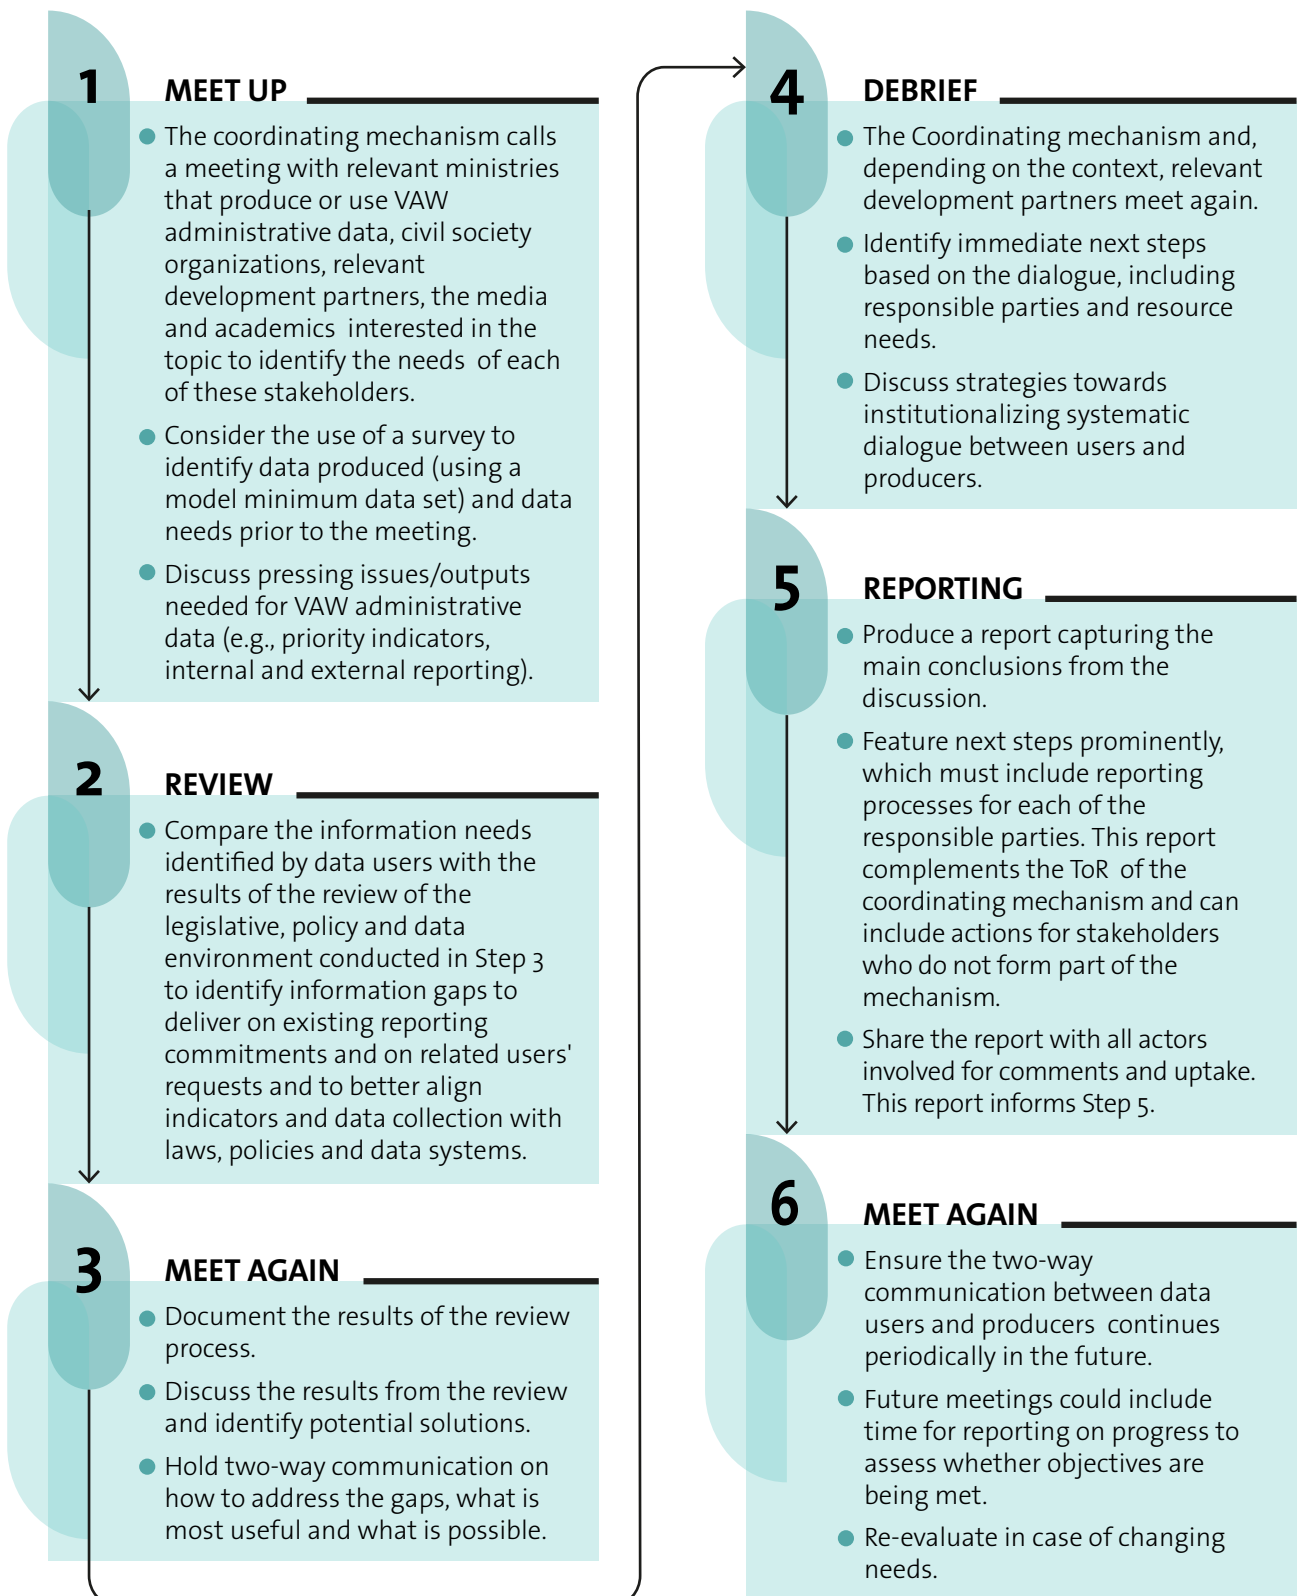 1
MEET UP
The coordinating mechanism calls
a meeting with relevant ministries
that produce or use VAW
administrative data, civil society
organizations, relevant
development partners, the media
and academics interested in the
topic to identify the needs of each
of these stakeholders.
Consider the use of a survey to
identify data produced (using a
model minimum data set) and data
needs prior to the meeting.
Discuss pressing issues/outputs
needed for VAW administrative
data (e.g., priority indicators,
internal and external reporting).
2
REVIEW
Compare the information needs
identified by data users with the
results of the review of the
legislative, policy and data
environment conducted in Step 3
to identify information gaps to
deliver on existing reporting
commitments and on related users'
requests and to better align
indicators and data collection with
laws, policies and data systems.
3
MEET AGAIN
Document the results of the review
process.
Discuss the results from the review
and identify potential solutions.
Hold two-way communication on
how to address the gaps, what is
most useful and what is possible.
4
DEBRIEF
The Coordinating mechanism and,
depending on the context, relevant
development partners meet again.
Identify immediate next steps
based on the dialogue, including
responsible parties and resource
needs.
Discuss strategies towards
institutionalizing systematic
dialogue between users and
producers.
5
REPORTING
Produce a report capturing the
main conclusions from the
discussion.
Feature next steps prominently,
which must include reporting
processes for each of the
responsible parties. This report
complements the ToR of the
coordinating mechanism and can
include actions for stakeholders
who do not form part of the
mechanism.
Share the report with all actors
involved for comments and uptake.
This report informs Step 5.
6
MEET AGAIN
Ensure the two-way
communication between data
users and producers continues
periodically in the future.
Future meetings could include
time for reporting on progress to
assess whether objectives are
being met.
Re-evaluate in case of changing
needs.